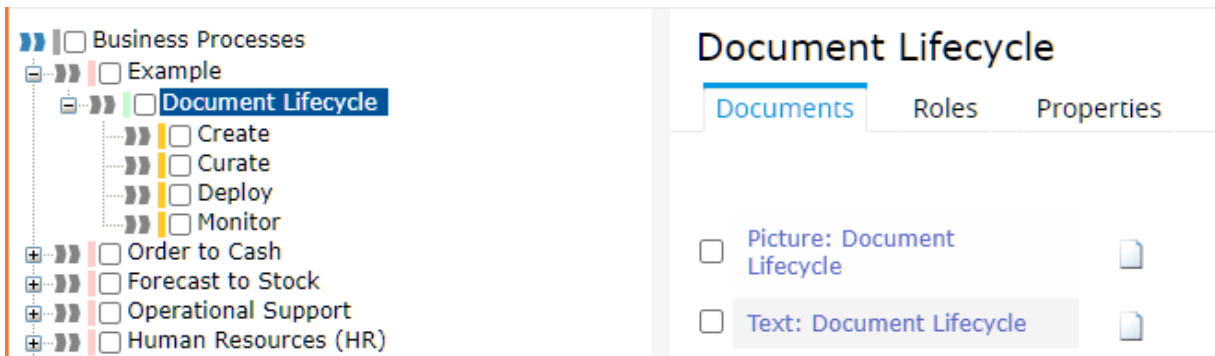 Business Processes
Example
Document Lifecycle
Create
Curate
Deploy
Monitor
Order to Cash
Forecast to Stock
Operational Support
Human Resources (HR)
Document Lifecycle
Documents Roles Properties
Picture: Document
Lifecycle
Text: Document Lifecycle